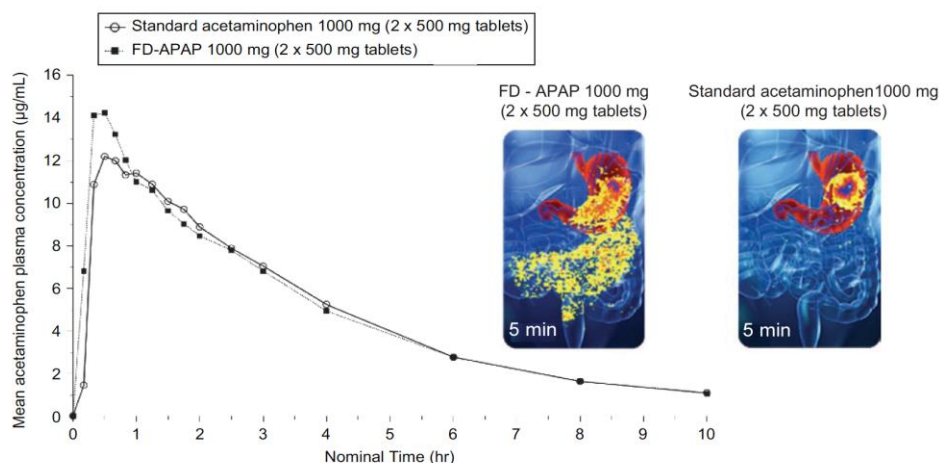 Standard acetaminophen 1000 mg (2 x 500 mg tablets)
FD-APAP 1000 mg (2 x 500 mg tablets)
Mean acetaminophen plasma concentration (μg/mL)
16
14
12
10
8
6
4
2
0
0
1
2
3
4
5
6
7
8
9
10
Nominal Time (hr)
FD - APAP 1000 mg
(2 x 500 mg tablets)
5 min
Standard acetaminophen 1000 mg
(2 x 500 mg tablets)
5 min